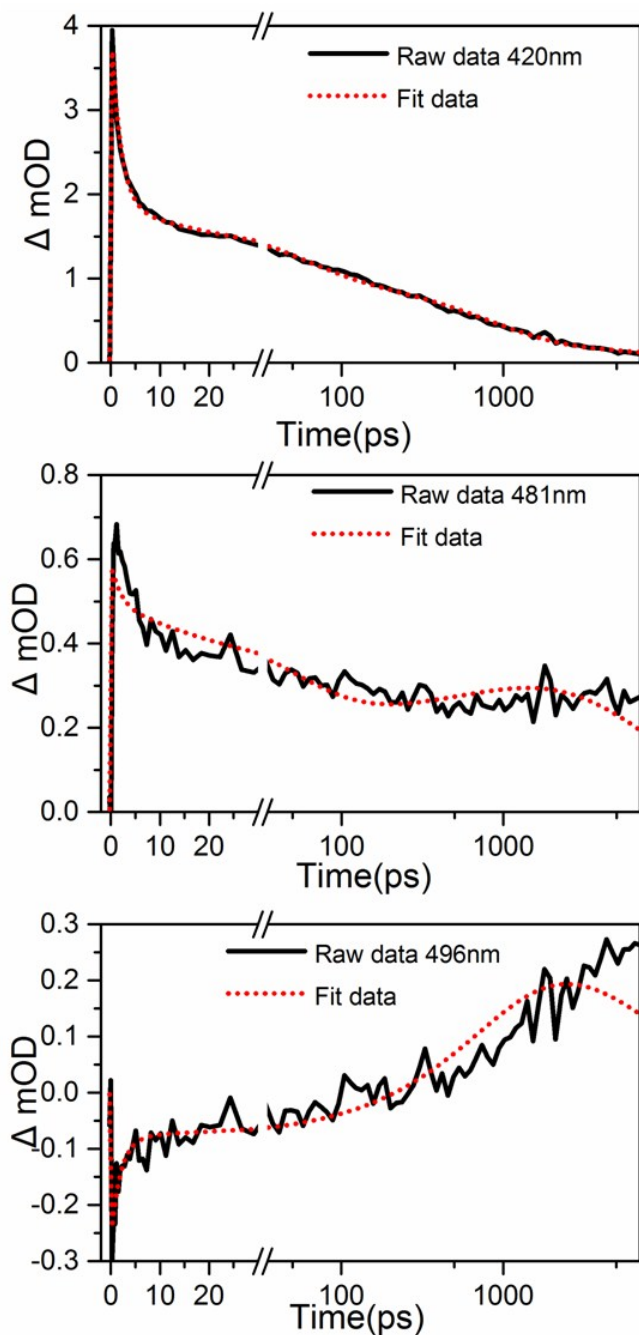 4
3
2
1
0
Δ mOD
Raw data 420nm
Fit data
0 10 20 100 1000
Time(ps)
0.8
0.6
0.4
0.2
0.0
Δ mOD
Raw data 481nm
Fit data
0 10 20 100 1000
Time(ps)
0.3
0.2
0.1
0.0
-0.1
-0.2
-0.3
Δ mOD
Raw data 496nm
Fit data
0 10 20 100 1000
Time(ps)